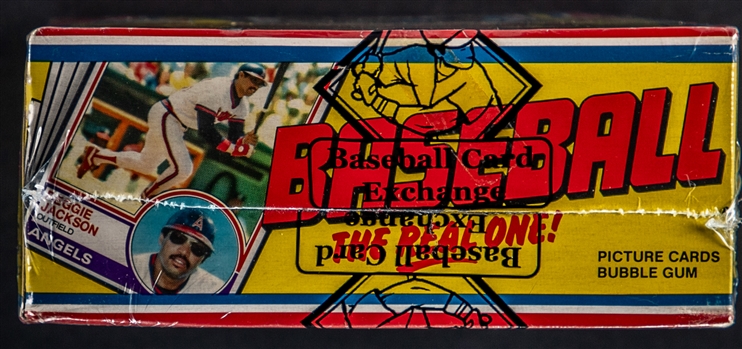 BASEBALL
Baseball Card
Exchange
REGGIE
JACKSON
OUTFIELD
ANGELS
THE REAL ONE!
Exchange
Baseball Card
PICTURE CARDS
BUBBLE GUM